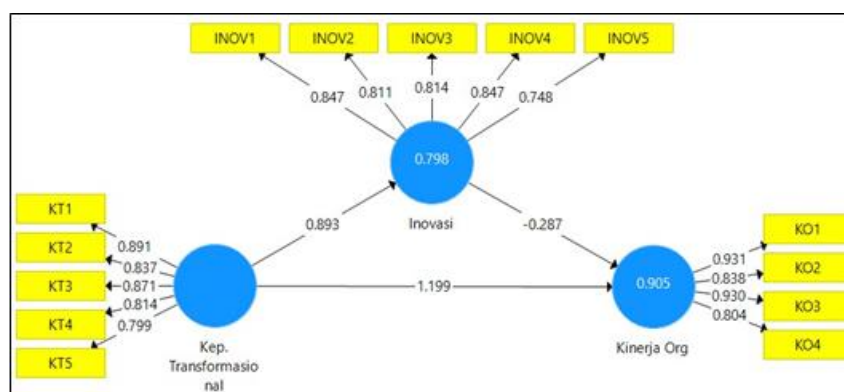 INOV1 INOV2 INOV3 INOV4 INOV5
0.847 0.811 0.814 0.847 0.748
0.798
Inovasi
KT1
KT2
KT3
KT4
KT5
0.891
0.837
0.871
0.814
0.799
0.893
-0.287
1.199
Kep.
Transformasio
nal
0.905
Kinerja Org
0.931
0.838
0.930
0.804
KO1
KO2
KO3
KO4